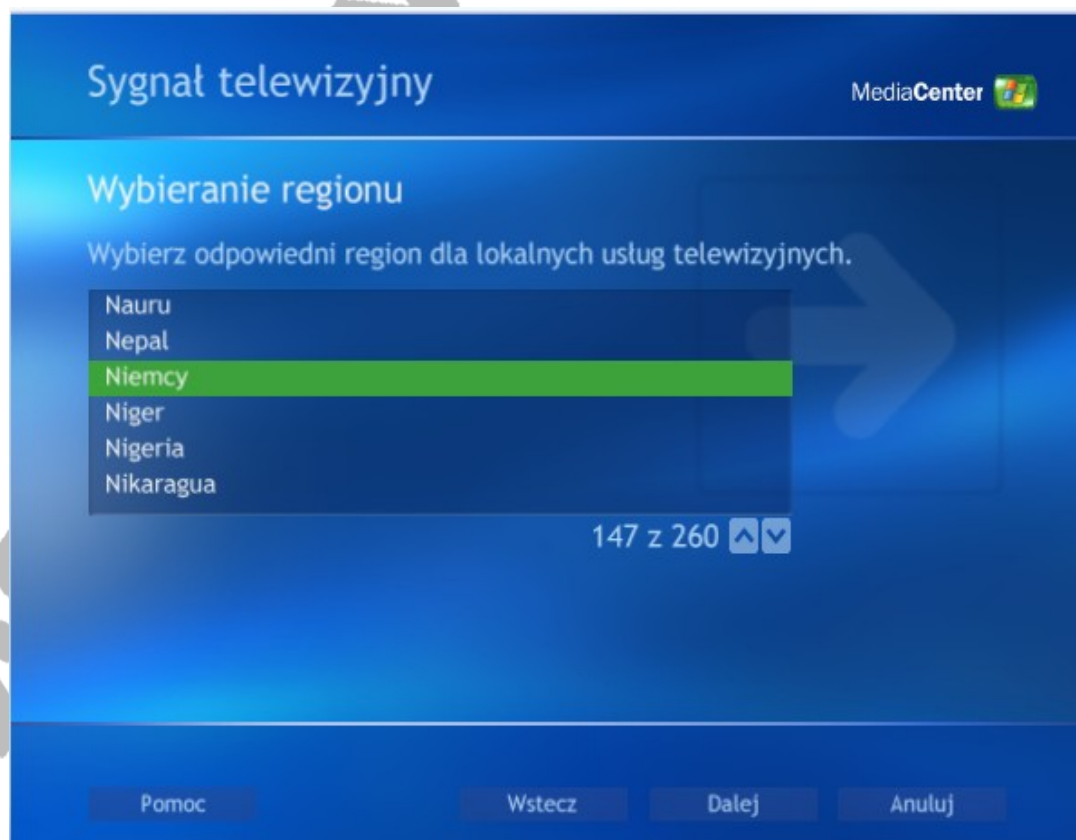 Sygnał telewizyjny
MediaCenter
Wybieranie regionu
Wybierz odpowiedni region dla lokalnych usług telewizyjnych.
Nauru
Nepal
Niemcy
Niger
Nigeria
Nikaragua
147 z 260
Pomoc Wstecz Dalej Anuluj